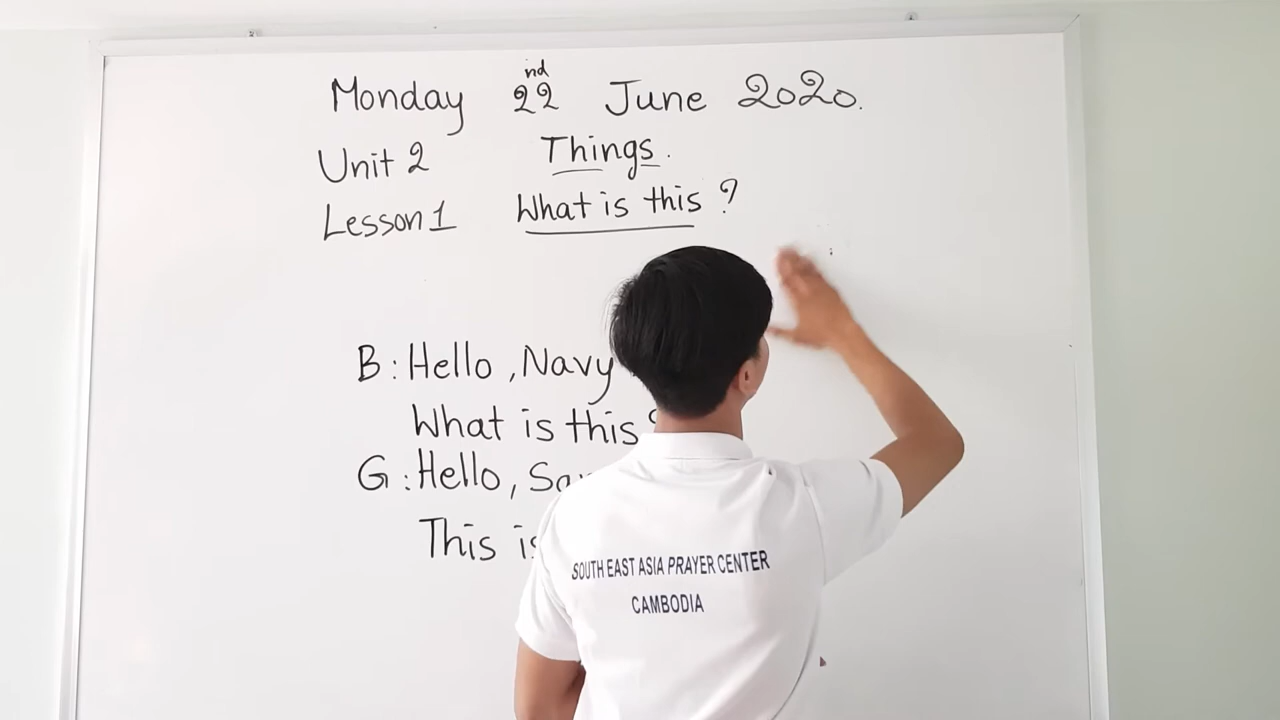 Monday 22nd June 2020.
Unit 2 Things.
Lesson 1 What is this ?
B : Hello , Navy
What is this
G : Hello ,
This
SOUTH EAST ASIA PRAYER CENTER
CAMBODIA